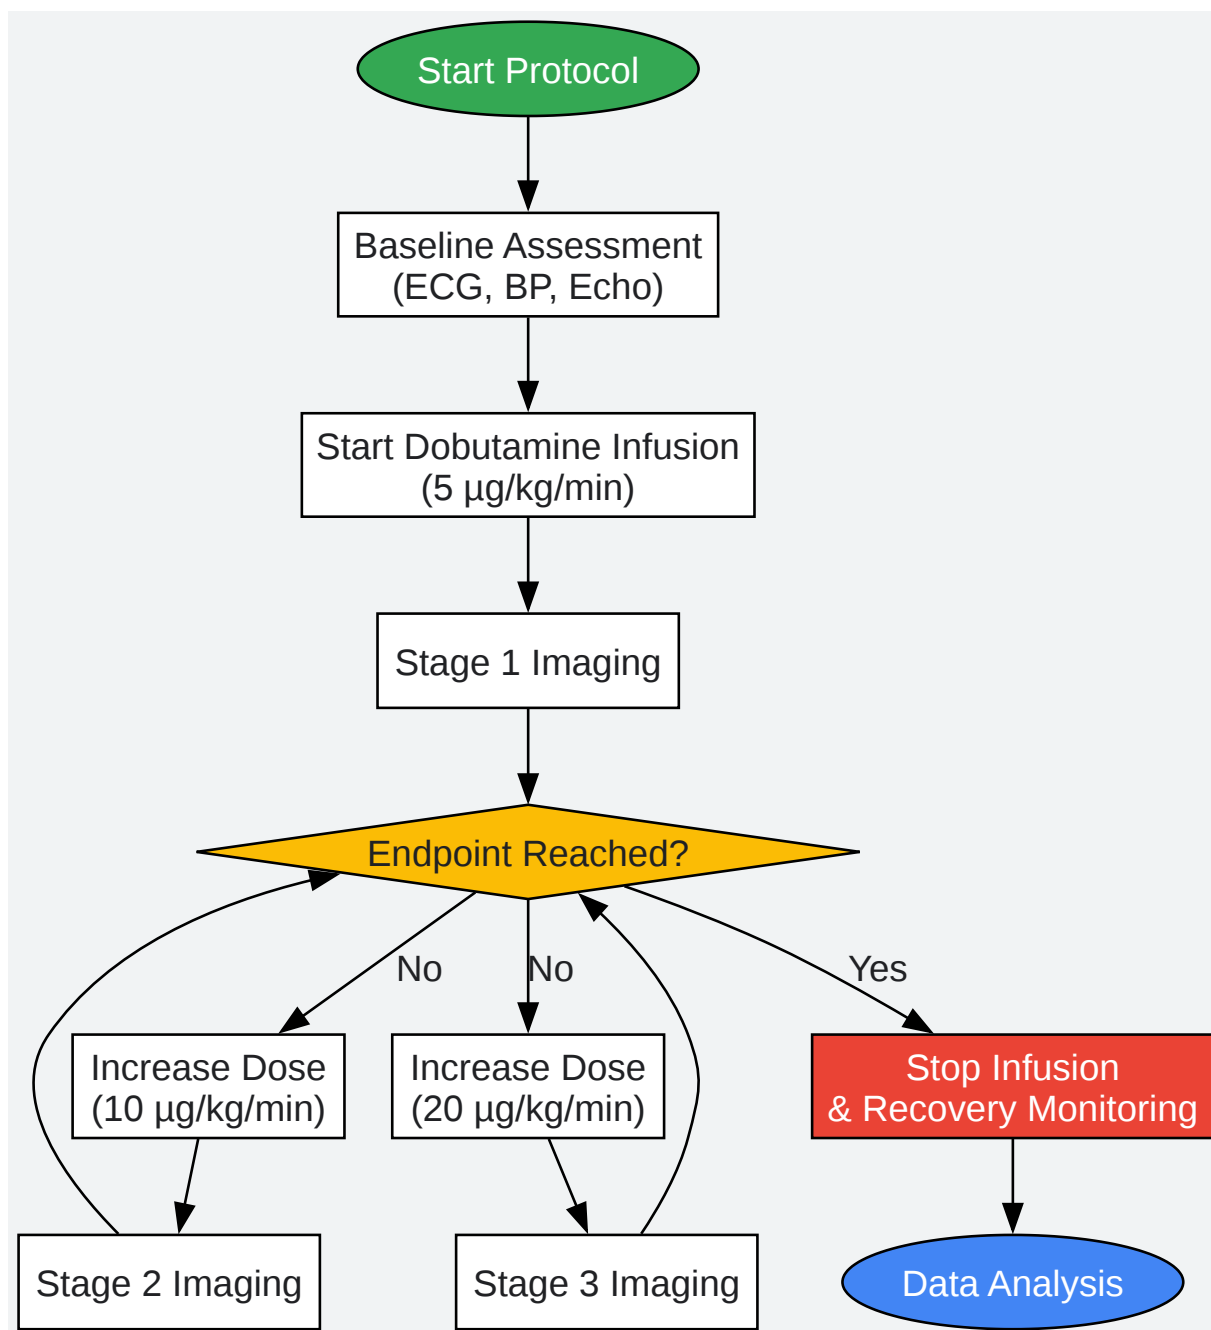 Start Protocol
Baseline Assessment
(ECG, BP, Echo)
Start Dobutamine Infusion
(5 µg/kg/min)
Stage 1 Imaging
Endpoint Reached?
No
No
Yes
Increase Dose
(10 µg/kg/min)
Increase Dose
(20 µg/kg/min)
Stop Infusion
& Recovery Monitoring
Stage 2 Imaging
Stage 3 Imaging
Data Analysis